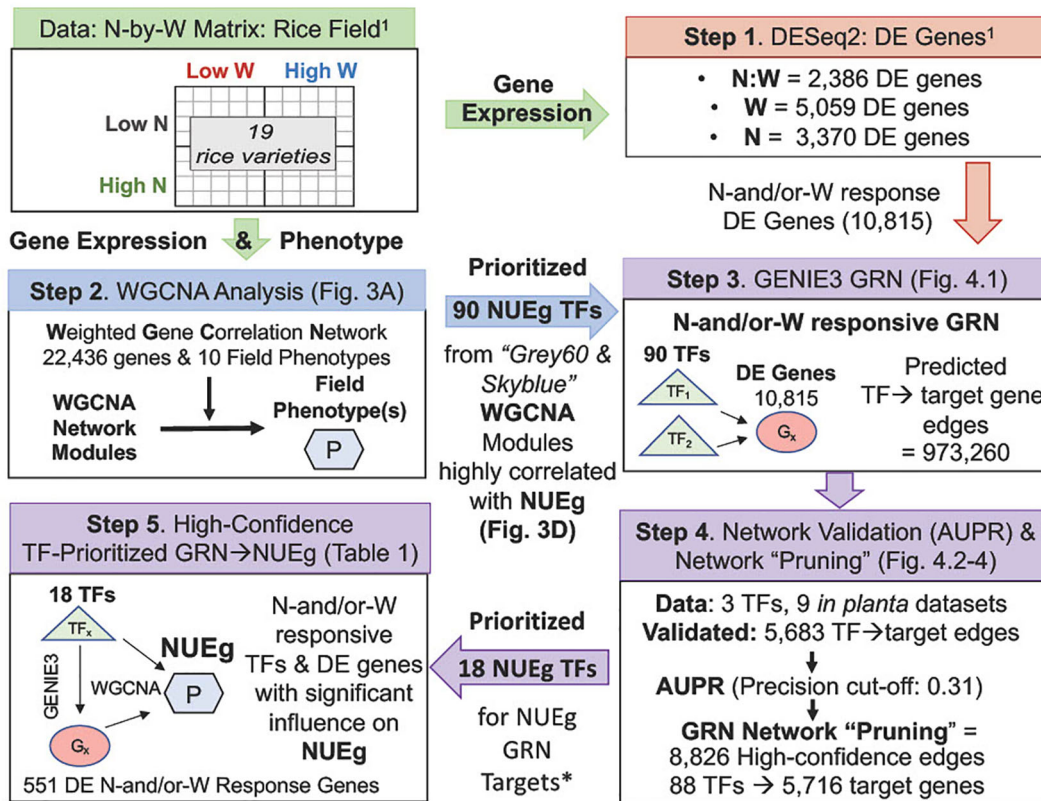 Data: N-by-W Matrix: Rice Field¹
Low W High W
Low N
High N
19
rice varieties
Gene
Expression
Step 1. DESeq2: DE Genes¹
• N:W = 2,386 DE genes
• W = 5,059 DE genes
• N = 3,370 DE genes
N-and/or-W response
DE Genes (10,815)
Gene Expression & Phenotype
Step 2. WGCNA Analysis (Fig. 3A)
Weighted Gene Correlation Network
22,436 genes & 10 Field Phenotypes
WGCNA
Network
Modules
Field
Phenotype(s)
P
Prioritized
90 NUEg TFs
from "Grey60 &
Skyblue"
WGCNA
Modules
highly correlated
with NUEg
(Fig. 3D)
Step 3. GENIE3 GRN (Fig. 4.1)
N-and/or-W responsive GRN
90 TFs
TF₁
TF₂
DE Genes
10,815
Gₓ
Predicted
TF→ target gene
edges
= 973,260
Step 4. Network Validation (AUPR) &
Network “Pruning” (Fig. 4.2-4)
Data: 3 TFs, 9 in planta datasets
Validated: 5,683 TF→target edges
AUPR (Precision cut-off: 0.31)
GRN Network “Pruning” =
8,826 High-confidence edges
88 TFs → 5,716 target genes
Prioritized
18 NUEg TFs
for NUEg
GRN
Targets*
Step 5. High-Confidence
TF-Prioritized GRN→NUEg (Table 1)
18 TFs
TFₓ
GENIE3
WGCNA
NUEg
P
Gₓ
N-and/or-W
responsive
TFs & DE genes
with significant
influence on
NUEg
551 DE N-and/or-W Response Genes